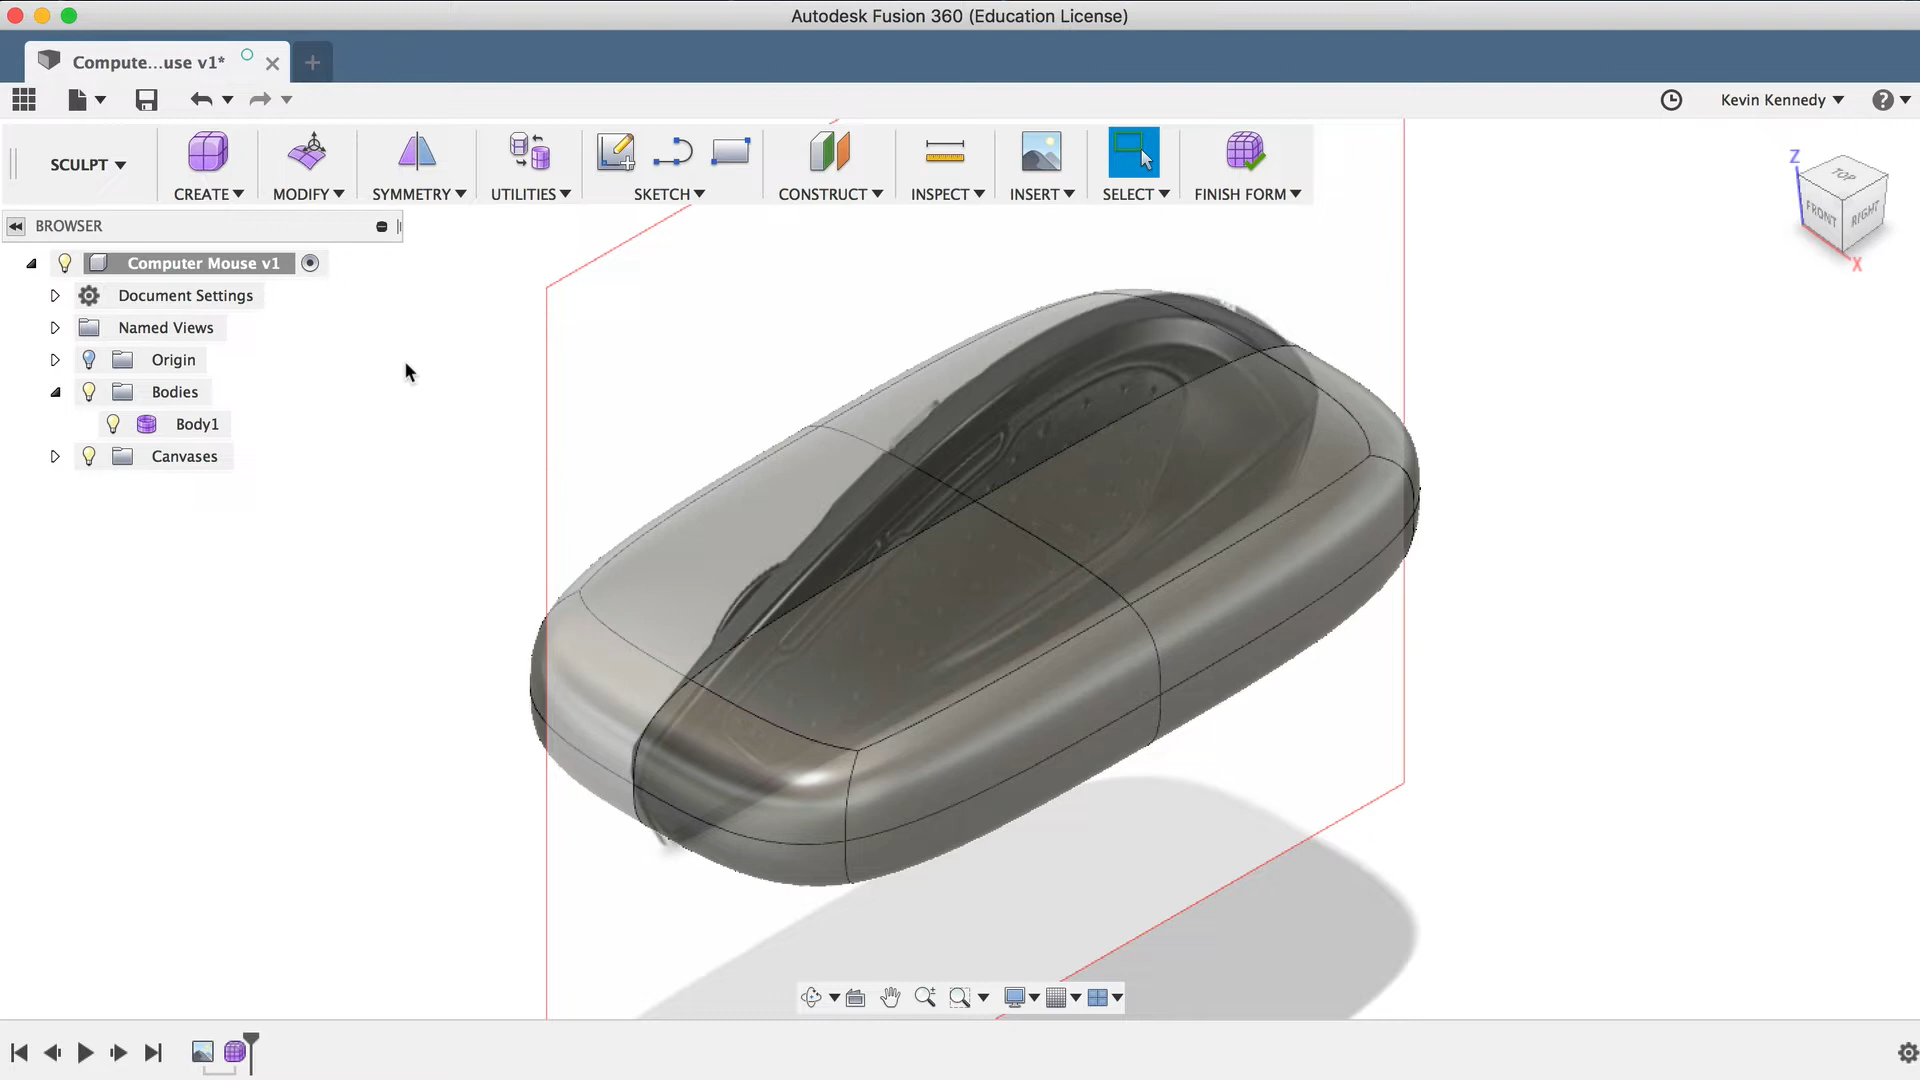 Autodesk Fusion 360 (Education License)
Compute...use v1*
Kevin Kennedy
SCULPT
CREATE
MODIFY
SYMMETRY
UTILITIES
SKETCH
CONSTRUCT
INSPECT
INSERT
SELECT
FINISH FORM
BROWSER
Computer Mouse v1
Document Settings
Named Views
Origin
Bodies
Body1
Canvases
Z
TOP
FRONT
RIGHT
X